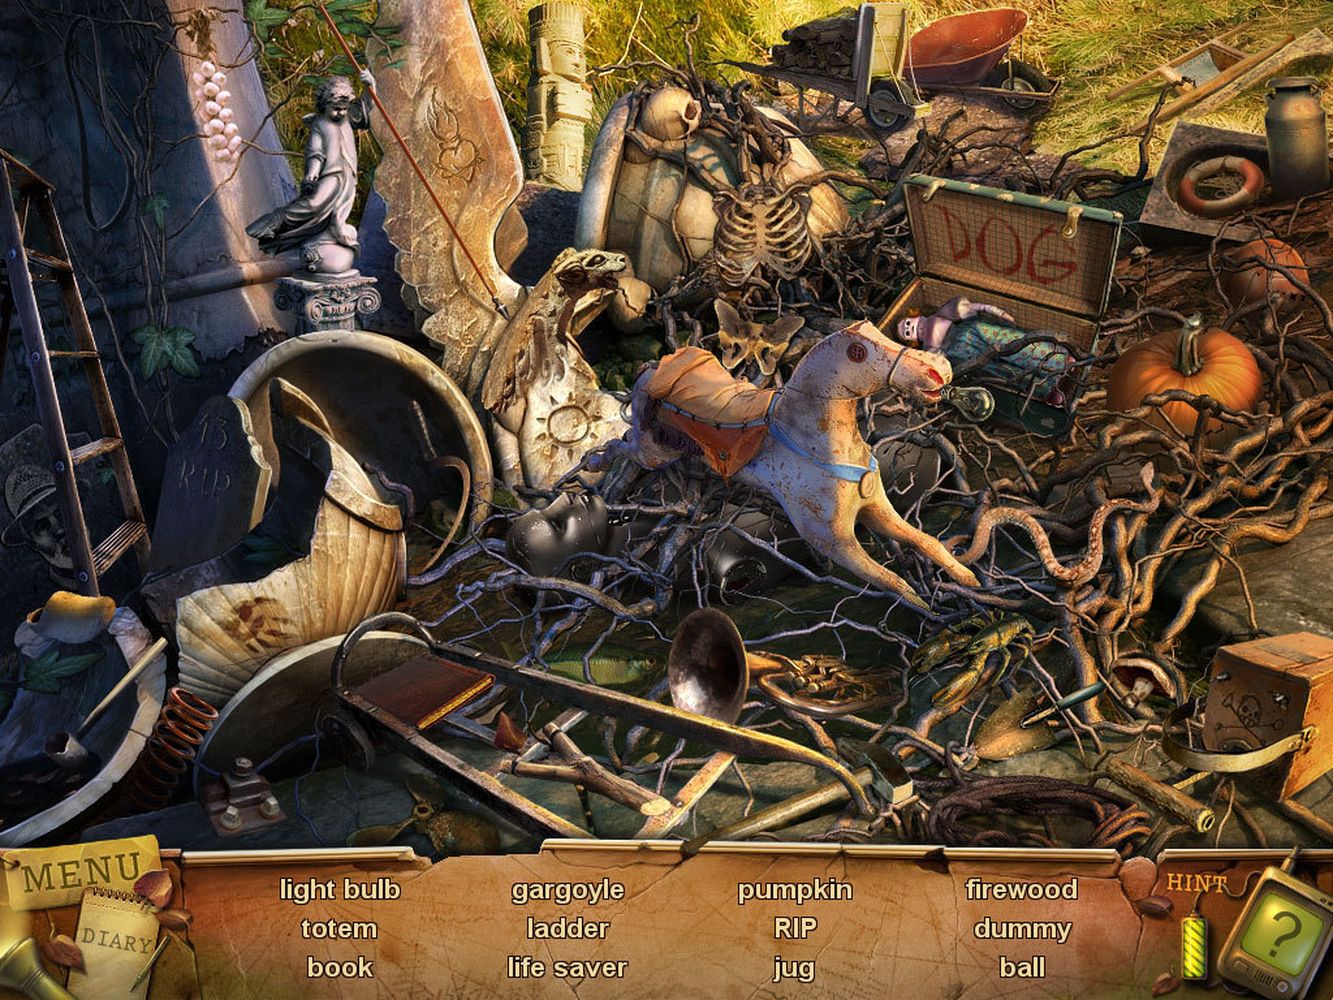 DOG
13
RIP
MENU
DIARY
light bulb gargoyle pumpkin firewood
totem ladder RIP dummy
book life saver jug ball
HINT
?